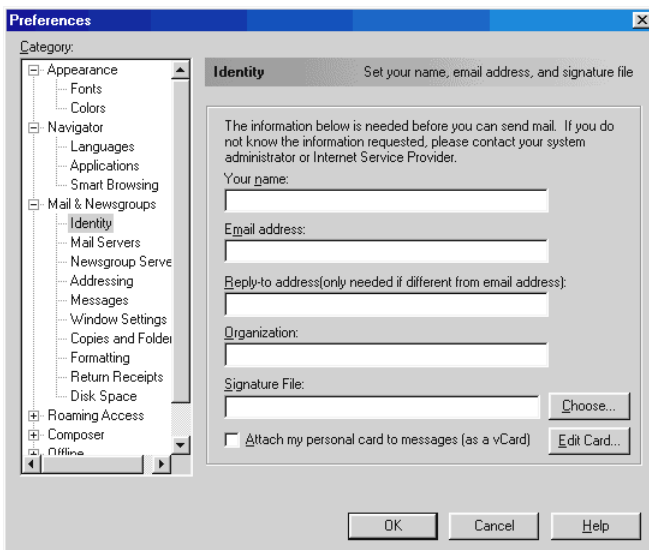 Preferences
Category:
Appearance
Fonts
Colors
Navigator
Languages
Applications
Smart Browsing
Mail & Newsgroups
Identity
Mail Servers
Newsgroup Serve
Addressing
Messages
Window Settings
Copies and Folder
Formatting
Return Receipts
Disk Space
Roaming Access
Composer
Offline
Identity Set your name, email address, and signature file
The information below is needed before you can send mail. If you do
not know the information requested, please contact your system
administrator or Internet Service Provider.
Your name:
Email address:
Reply-to address(only needed if different from email address):
Organization:
Signature File:
Choose...
Attach my personal card to messages (as a vCard)
Edit Card...
OK Cancel Help